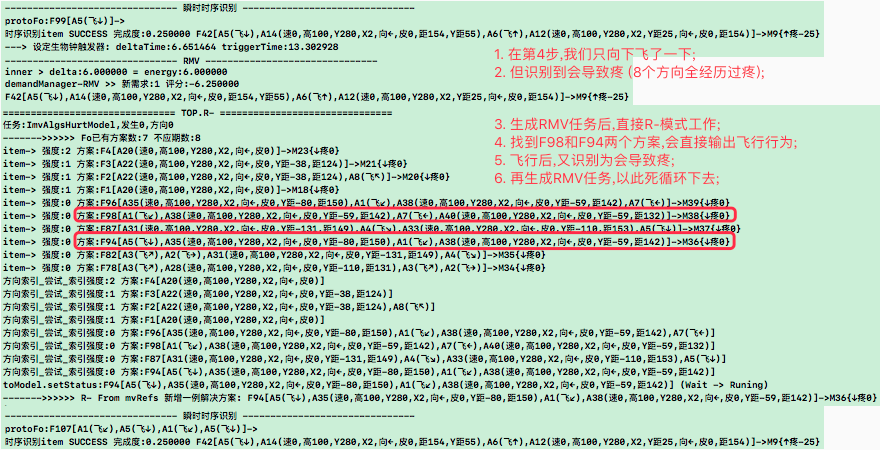 ------------------------------- 瞬时时序识别 -------------------------------
protoFo:F99[A5(飞↓)]->
时序识别item SUCCESS 完成度:0.250000 F42[A5(飞↓),A14(速0,高100,Y280,X2,向←,皮0,距154,Y距55),A6(飞↑),A12(速0,高100,Y280,X2,Y距25,向←,皮0,距154)]->M9{↑疼-25}
---> 设定生物钟触发器: deltaTime:6.651464 triggerTime:13.302928
------------------------------- RMV -------------------------------
inner > delta:6.000000 = energy:6.000000
demandManager-RMV >> 新需求:1 评分:-6.250000
F42[A5(飞↓),A14(速0,高100,Y280,X2,向←,皮0,距154,Y距55),A6(飞↑),A12(速0,高100,Y280,X2,Y距25,向←,皮0,距154)]->M9{↑疼-25}
1. 在第4步,我们只向下飞了一下;
2. 但识别到会导致疼 (8个方向全经历过疼);
=============================== TOP.R- ===============================
任务:ImvAlgsHurtModel,发生0,方向0
------->>>>>> Fo已有方案数:7 不应期数:8
3. 生成RMV任务后,直接R-模式工作;
4. 找到F98和F94两个方案,会直接输出飞行行为;
5. 飞行后,又识别为会导致疼;
6. 再生成RMV任务,以此死循环下去;
item-> 强度:2 方案:F4[A20(速0,高100,Y280,X2,向←,皮0)]->M23{↓疼0}
item-> 强度:1 方案:F3[A22(速0,高100,Y280,X2,向←,皮0,Y距-38,距124)]->M21{↓疼0}
item-> 强度:1 方案:F2[A22(速0,高100,Y280,X2,向←,皮0,Y距-38,距124),A8(飞↖)]->M20{↓疼0}
item-> 强度:1 方案:F1[A20(速0,高100,Y280,X2,向←,皮0)]->M18{↓疼0}
item-> 强度:0 方案:F96[A35(速0,高100,Y280,X2,向←,皮0,Y距-80,距150),A1(飞↙),A38(速0,高100,Y280,X2,向←,皮0,Y距-59,距142),A7(飞←)]->M39{↓疼0}
item-> 强度:0 方案:F98[A1(飞↙),A38(速0,高100,Y280,X2,向←,皮0,Y距-59,距142),A7(飞←),A40(速0,高100,Y280,X2,向←,皮0,Y距-59,距132)]->M38{↓疼0}
item-> 强度:0 方案:F87[A31(速0,高100,Y280,X2,向←,皮0,Y距-131,距149),A4(飞↘),A33(速0,高100,Y280,X2,向←,皮0,Y距-110,距153),A5(飞↓)]->M37{↓疼0}
item-> 强度:0 方案:F94[A5(飞↓),A35(速0,高100,Y280,X2,向←,皮0,Y距-80,距150),A1(飞↙),A38(速0,高100,Y280,X2,向←,皮0,Y距-59,距142)]->M36{↓疼0}
item-> 强度:0 方案:F82[A3(飞↗),A2(飞→),A31(速0,高100,Y280,X2,向←,皮0,Y距-131,距149),A4(飞↘)]->M35{↓疼0}
item-> 强度:0 方案:F78[A3(飞↗),A28(速0,高100,Y280,X2,向←,皮0,Y距-110,距131),A3(飞↗),A2(飞→)]->M34{↓疼0}
方向索引_尝试_索引强度:2 方案:F4[A20(速0,高100,Y280,X2,向←,皮0)]
方向索引_尝试_索引强度:1 方案:F3[A22(速0,高100,Y280,X2,向←,皮0,Y距-38,距124)]
方向索引_尝试_索引强度:1 方案:F2[A22(速0,高100,Y280,X2,向←,皮0,Y距-38,距124),A8(飞↖)]
方向索引_尝试_索引强度:1 方案:F1[A20(速0,高100,Y280,X2,向←,皮0)]
方向索引_尝试_索引强度:0 方案:F96[A35(速0,高100,Y280,X2,向←,皮0,Y距-80,距150),A1(飞↙),A38(速0,高100,Y280,X2,向←,皮0,Y距-59,距142),A7(飞←)]
方向索引_尝试_索引强度:0 方案:F98[A1(飞↙),A38(速0,高100,Y280,X2,向←,皮0,Y距-59,距142),A7(飞←),A40(速0,高100,Y280,X2,向←,皮0,Y距-59,距132)]
方向索引_尝试_索引强度:0 方案:F87[A31(速0,高100,Y280,X2,向←,皮0,Y距-131,距149),A4(飞↘),A33(速0,高100,Y280,X2,向←,皮0,Y距-110,距153),A5(飞↓)]
方向索引_尝试_索引强度:0 方案:F94[A5(飞↓),A35(速0,高100,Y280,X2,向←,皮0,Y距-80,距150),A1(飞↙),A38(速0,高100,Y280,X2,向←,皮0,Y距-59,距142)]
toModel.setStatus:F94[A5(飞↓),A35(速0,高100,Y280,X2,向←,皮0,Y距-80,距150),A1(飞↙),A38(速0,高100,Y280,X2,向←,皮0,Y距-59,距142)] (Wait -> Runing)
------->>>>>> R- From mvRefs 新增一例解决方案: F94[A5(飞↓),A35(速0,高100,Y280,X2,向←,皮0,Y距-80,距150),A1(飞↙),A38(速0,高100,Y280,X2,向←,皮0,Y距-59,距142)]->M36{↓疼0}
------------------------------- 瞬时时序识别 -------------------------------
protoFo:F107[A1(飞↙),A5(飞↓),A1(飞↙),A5(飞↓)]->
时序识别item SUCCESS 完成度:0.250000 F42[A5(飞↓),A14(速0,高100,Y280,X2,向←,皮0,距154,Y距55),A6(飞↑),A12(速0,高100,Y280,X2,Y距25,向←,皮0,距154)]->M9{↑疼-25}